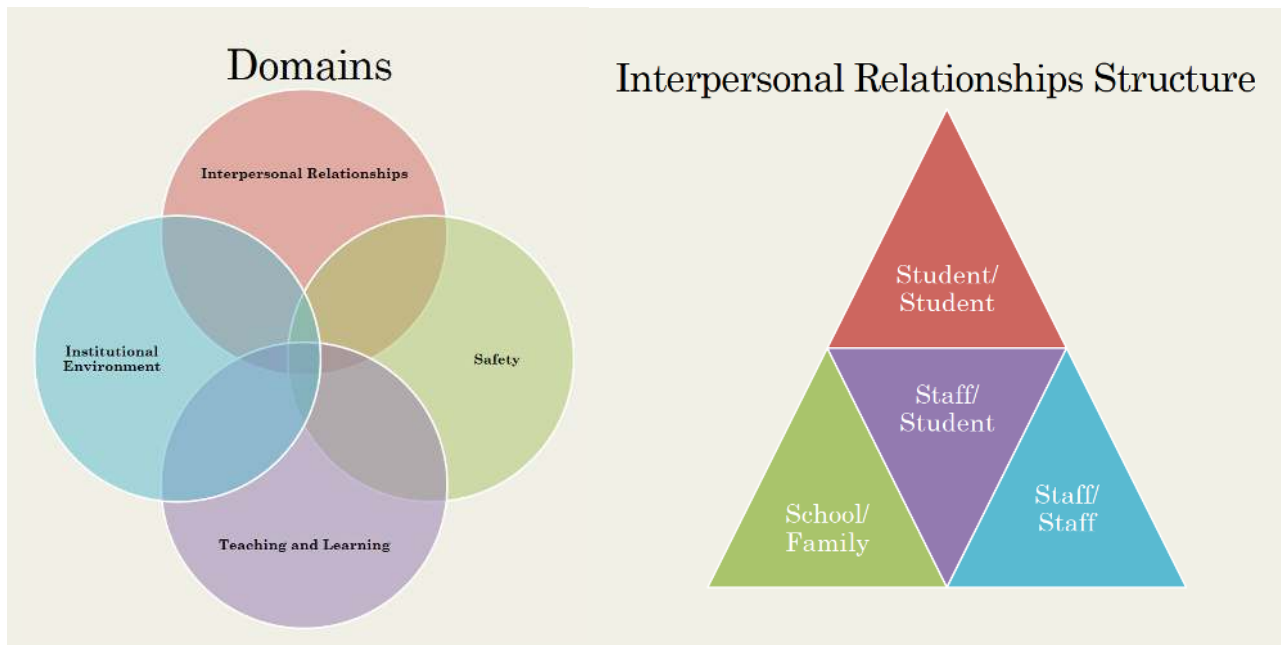 Domains
Interpersonal Relationships
Institutional
Environment
Safety
Teaching and Learning
Interpersonal Relationships Structure
Student/
Student
Staff/
Student
School/
Family
Staff/
Staff